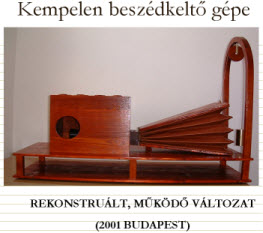 Kempelen beszédkeltő gépe
REKONSTRUÁLT, MŰKÖDŐ VÁLTOZAT
(2001 BUDAPEST)